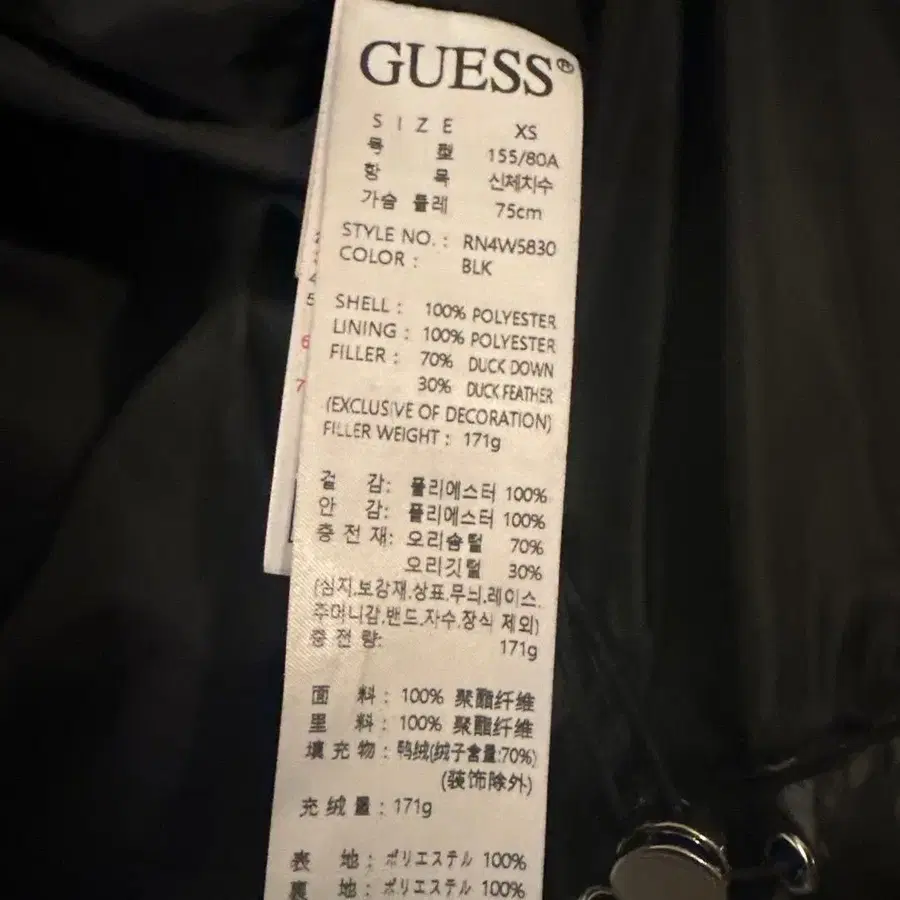 GUESS®
SIZE XS
号 型 155/80A
항 목 신체치수
가슴 둘레 75cm
STYLE NO. : RN4W5830
COLOR : BLK
SHELL : 100% POLYESTER
LINING : 100% POLYESTER
FILLER : 70% DUCK DOWN
30% DUCK FEATHER
(EXCLUSIVE OF DECORATION)
FILLER WEIGHT : 171g
겉 감: 폴리에스터 100%
안 감: 폴리에스터 100%
충 전 재: 오리솜털 70%
오리깃털 30%
(심지,보강재,상표,무늬,레이스,
주머니감,밴드,자수,장식 제외)
충 전 량: 171g
面 料 : 100% 聚酯纤维
里 料 : 100% 聚酯纤维
填 充 物 : 鸭绒(绒子含量:70%)
(装饰除外)
充 绒 量 : 171g
表 地 : ポリエステル 100%
裏 地 : ポリエステル 100%
4
5
6
7